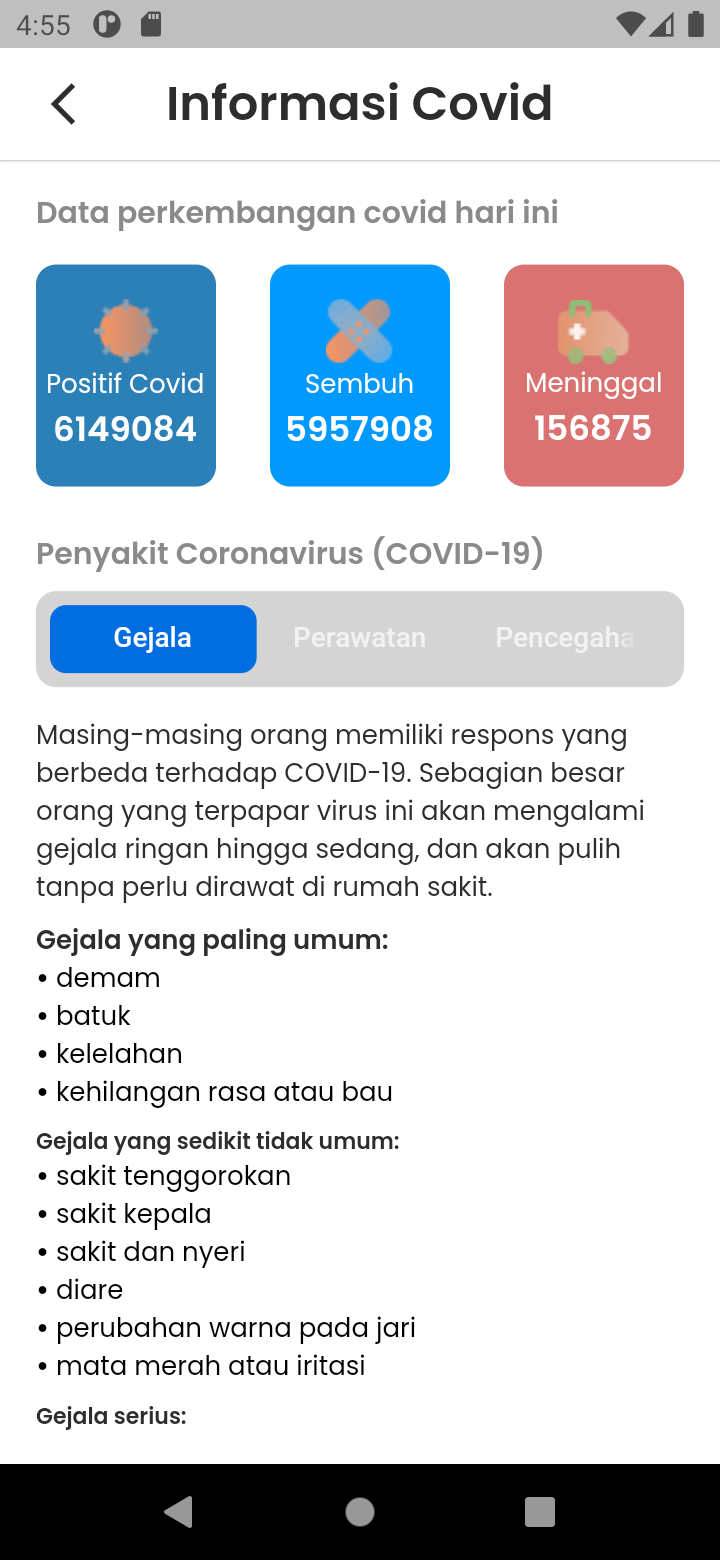 4:55
Informasi Covid
Data perkembangan covid hari ini
Positif Covid
6149084
Sembuh
5957908
Meninggal
156875
Penyakit Coronavirus (COVID-19)
Gejala
Perawatan
Pencegaha
Masing-masing orang memiliki respons yang
berbeda terhadap COVID-19. Sebagian besar
orang yang terpapar virus ini akan mengalami
gejala ringan hingga sedang, dan akan pulih
tanpa perlu dirawat di rumah sakit.
Gejala yang paling umum:
• demam
• batuk
• kelelahan
• kehilangan rasa atau bau
Gejala yang sedikit tidak umum:
• sakit tenggorokan
• sakit kepala
• sakit dan nyeri
• diare
• perubahan warna pada jari
• mata merah atau iritasi
Gejala serius: